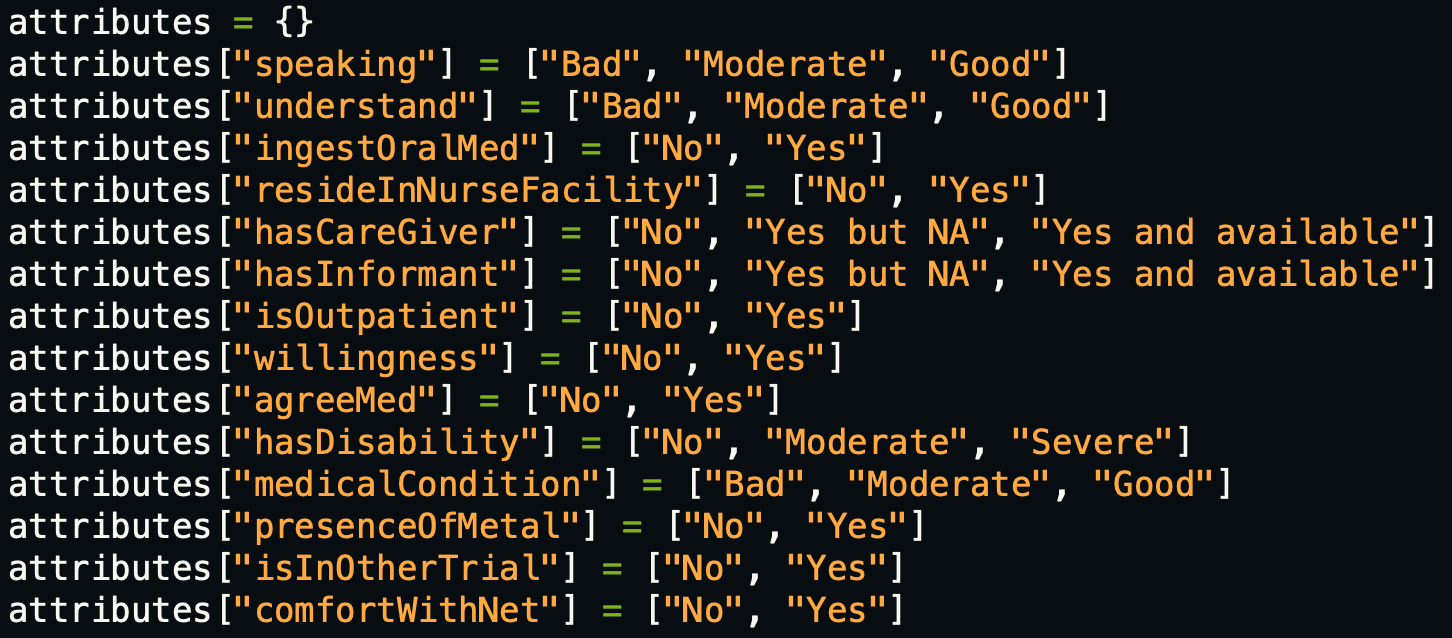 attributes = {}
attributes["speaking"] = ["Bad", "Moderate", "Good"]
attributes["understand"] = ["Bad", "Moderate", "Good"]
attributes["ingestOralMed"] = ["No", "Yes"]
attributes["resideInNurseFacility"] = ["No", "Yes"]
attributes["hasCareGiver"] = ["No", "Yes but NA", "Yes and available"]
attributes["hasInformant"] = ["No", "Yes but NA", "Yes and available"]
attributes["isOutpatient"] = ["No", "Yes"]
attributes["willingness"] = ["No", "Yes"]
attributes["agreeMed"] = ["No", "Yes"]
attributes["hasDisability"] = ["No", "Moderate", "Severe"]
attributes["medicalCondition"] = ["Bad", "Moderate", "Good"]
attributes["presenceOfMetal"] = ["No", "Yes"]
attributes["isInOtherTrial"] = ["No", "Yes"]
attributes["comfortWithNet"] = ["No", "Yes"]